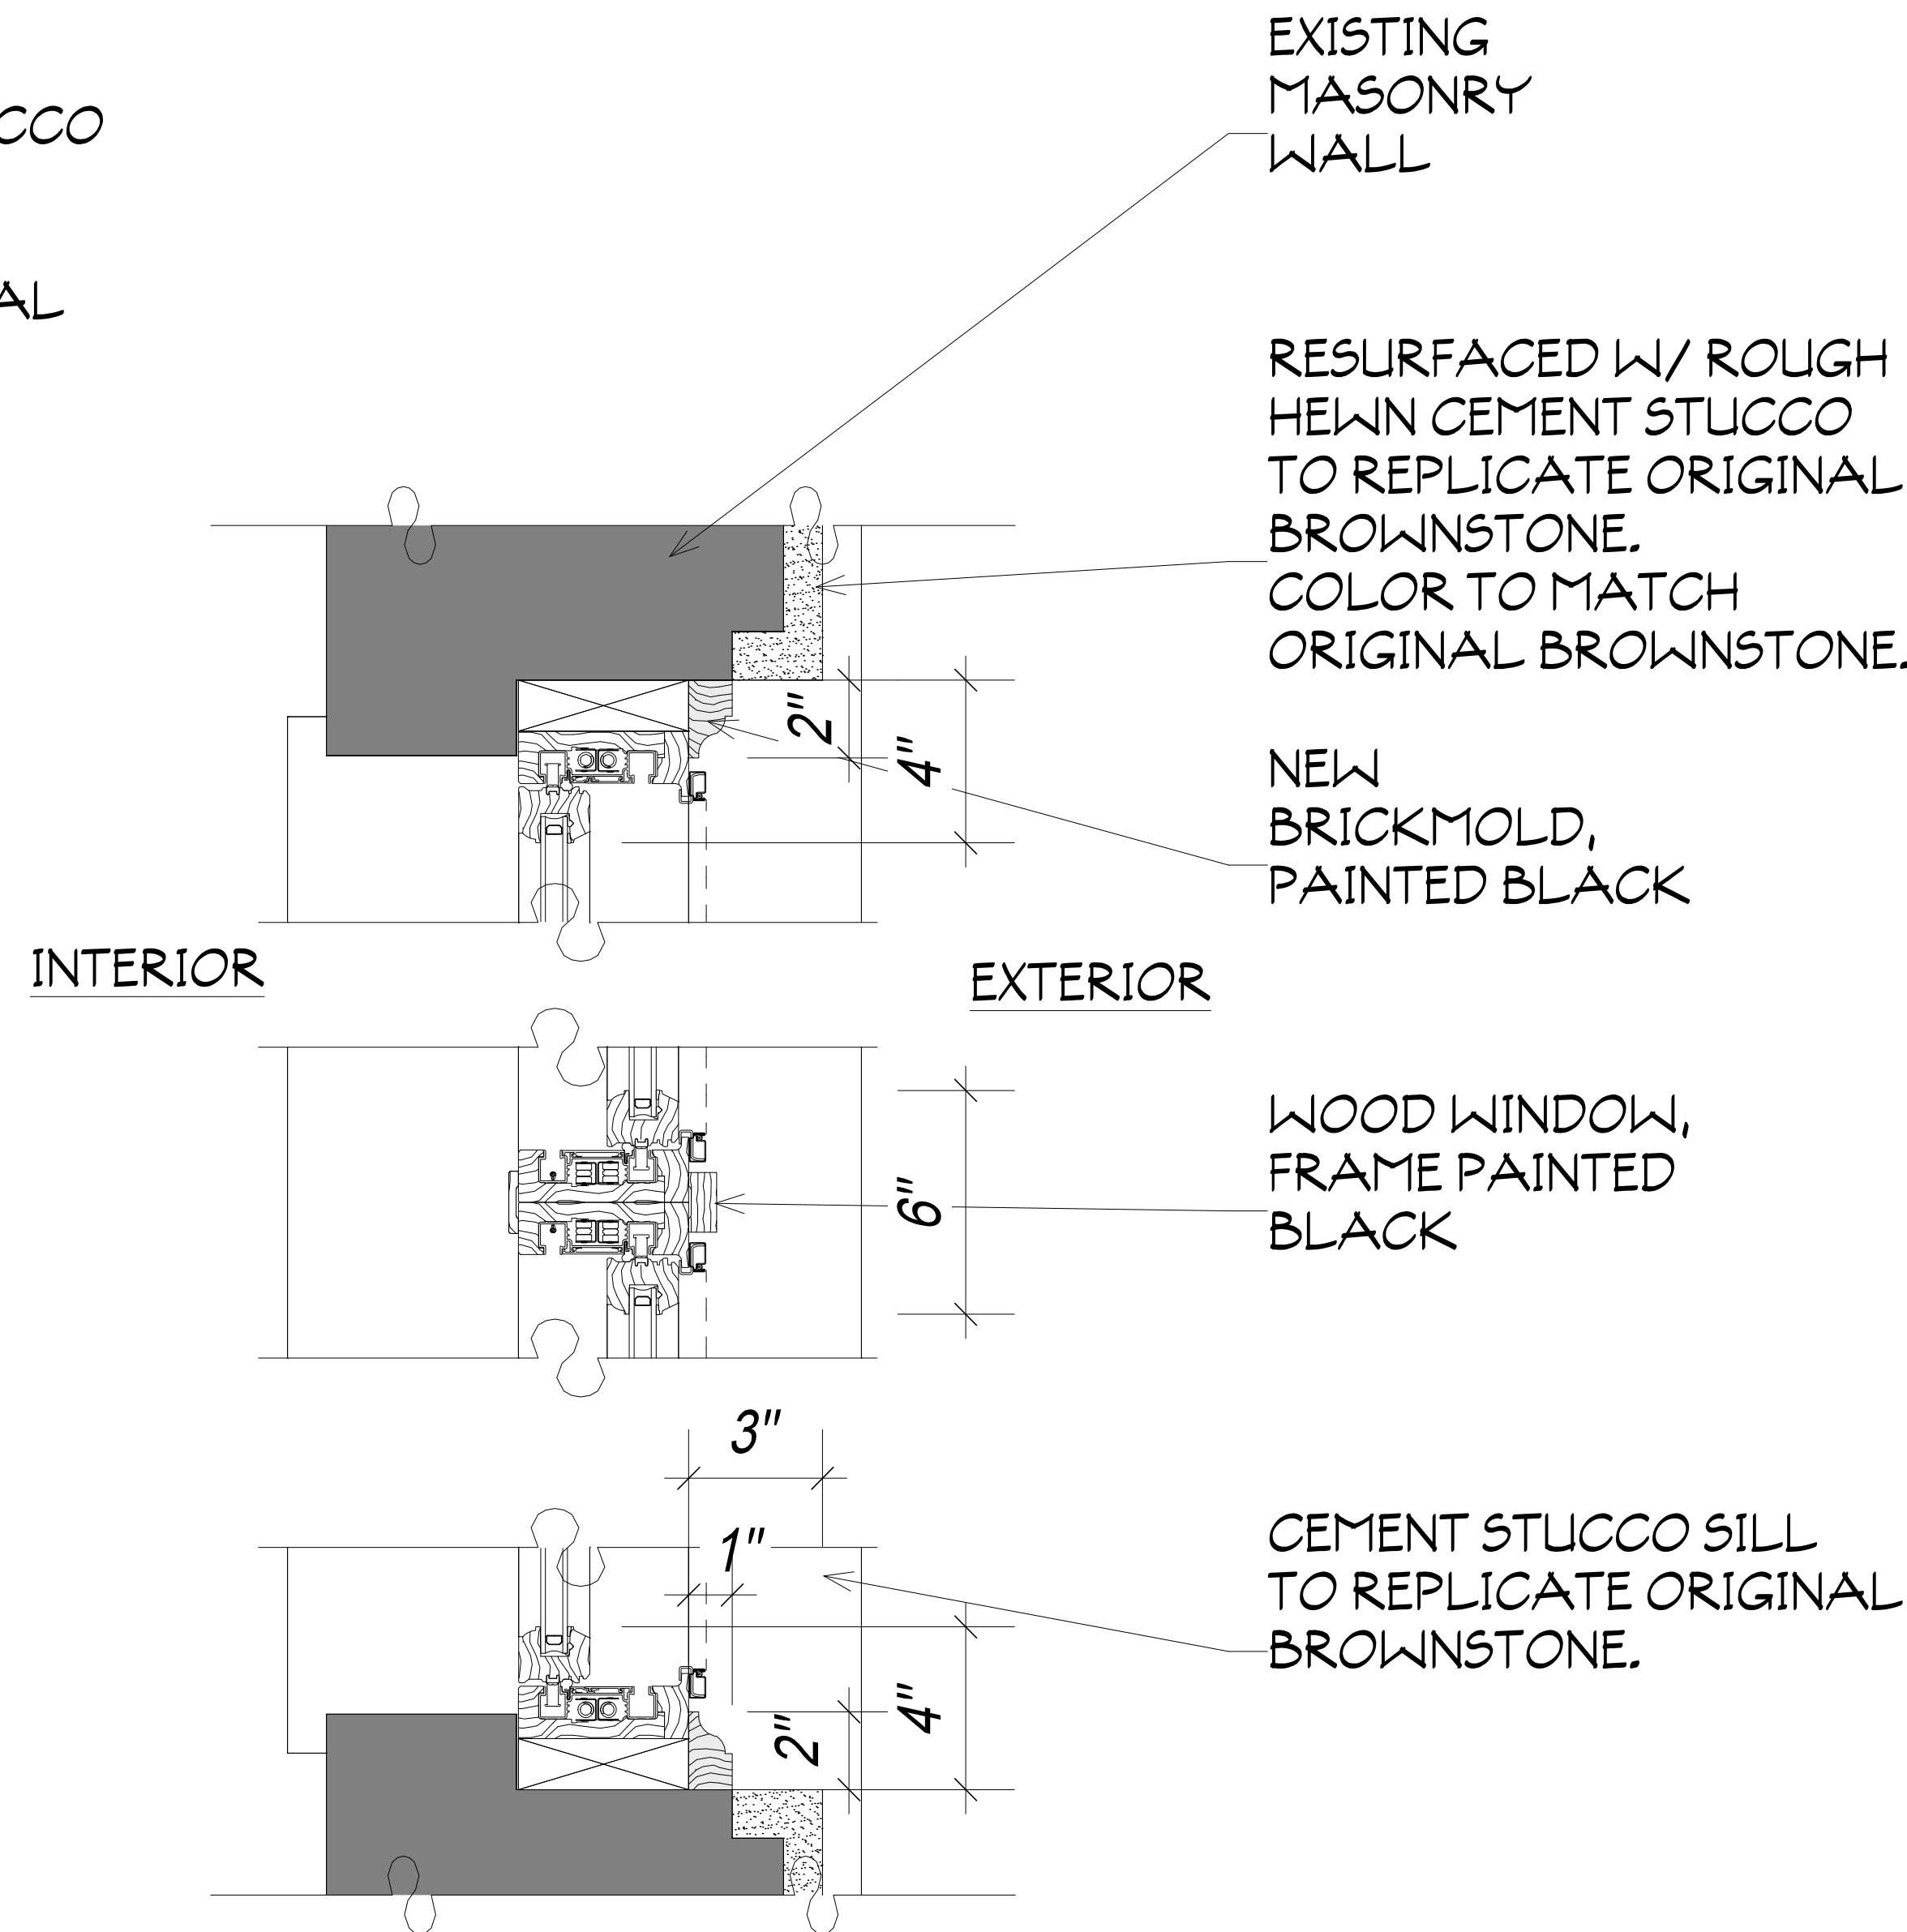 EXISTING
MASONRY
WALL
RESURFACED W/ ROUGH
HEWN CEMENT STUCCO
TO REPLICATE ORIGINAL
BROWNSTONE.
COLOR TO MATCH
ORIGINAL BROWNSTONE.
2"
4"
NEW
BRICKMOLD,
PAINTED BLACK
INTERIOR
EXTERIOR
6"
WOOD WINDOW,
FRAME PAINTED
BLACK
3"
1"
CEMENT STUCCO SILL
TO REPLICATE ORIGINAL
BROWNSTONE.
2"
4"